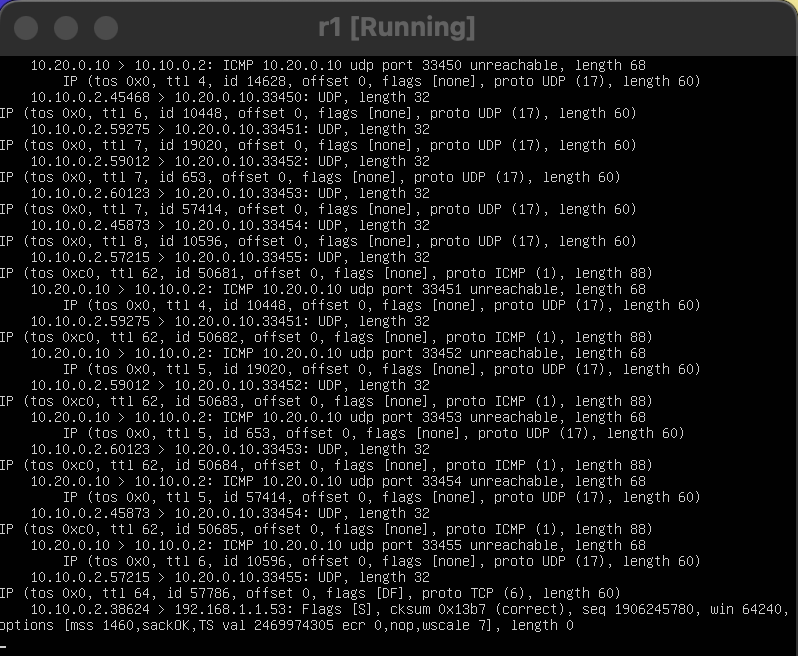 r1 [Running]
10.20.0.10 > 10.10.0.2: ICMP 10.20.0.10 udp port 33450 unreachable, length 68
IP (tos 0x0, ttl 4, id 14628, offset 0, flags [none], proto UDP (17), length 60)
10.10.0.2.45468 > 10.20.0.10.33450: UDP, length 32
IP (tos 0x0, ttl 6, id 10448, offset 0, flags [none], proto UDP (17), length 60)
10.10.0.2.59275 > 10.20.0.10.33451: UDP, length 32
IP (tos 0x0, ttl 7, id 19020, offset 0, flags [none], proto UDP (17), length 60)
10.10.0.2.59012 > 10.20.0.10.33452: UDP, length 32
IP (tos 0x0, ttl 7, id 653, offset 0, flags [none], proto UDP (17), length 60)
10.10.0.2.60123 > 10.20.0.10.33453: UDP, length 32
IP (tos 0x0, ttl 7, id 57414, offset 0, flags [none], proto UDP (17), length 60)
10.10.0.2.45873 > 10.20.0.10.33454: UDP, length 32
IP (tos 0x0, ttl 8, id 10596, offset 0, flags [none], proto UDP (17), length 60)
10.10.0.2.57215 > 10.20.0.10.33455: UDP, length 32
IP (tos 0xc0, ttl 62, id 50681, offset 0, flags [none], proto ICMP (1), length 88)
10.20.0.10 > 10.10.0.2: ICMP 10.20.0.10 udp port 33451 unreachable, length 68
IP (tos 0x0, ttl 4, id 10448, offset 0, flags [none], proto UDP (17), length 60)
10.10.0.2.59275 > 10.20.0.10.33451: UDP, length 32
IP (tos 0xc0, ttl 62, id 50682, offset 0, flags [none], proto ICMP (1), length 88)
10.20.0.10 > 10.10.0.2: ICMP 10.20.0.10 udp port 33452 unreachable, length 68
IP (tos 0x0, ttl 5, id 19020, offset 0, flags [none], proto UDP (17), length 60)
10.10.0.2.59012 > 10.20.0.10.33452: UDP, length 32
IP (tos 0xc0, ttl 62, id 50683, offset 0, flags [none], proto ICMP (1), length 88)
10.20.0.10 > 10.10.0.2: ICMP 10.20.0.10 udp port 33453 unreachable, length 68
IP (tos 0x0, ttl 5, id 653, offset 0, flags [none], proto UDP (17), length 60)
10.10.0.2.60123 > 10.20.0.10.33453: UDP, length 32
IP (tos 0xc0, ttl 62, id 50684, offset 0, flags [none], proto ICMP (1), length 88)
10.20.0.10 > 10.10.0.2: ICMP 10.20.0.10 udp port 33454 unreachable, length 68
IP (tos 0x0, ttl 5, id 57414, offset 0, flags [none], proto UDP (17), length 60)
10.10.0.2.45873 > 10.20.0.10.33454: UDP, length 32
IP (tos 0xc0, ttl 62, id 50685, offset 0, flags [none], proto ICMP (1), length 88)
10.20.0.10 > 10.10.0.2: ICMP 10.20.0.10 udp port 33455 unreachable, length 68
IP (tos 0x0, ttl 6, id 10596, offset 0, flags [none], proto UDP (17), length 60)
10.10.0.2.57215 > 10.20.0.10.33455: UDP, length 32
IP (tos 0x0, ttl 64, id 57786, offset 0, flags [DF], proto TCP (6), length 60)
10.10.0.2.38624 > 192.168.1.1.53: Flags [S], cksum 0x13b7 (correct), seq 1906245780, win 64240,
options [mss 1460,sackOK,TS val 2469974305 ecr 0,nop,wscale 7], length 0